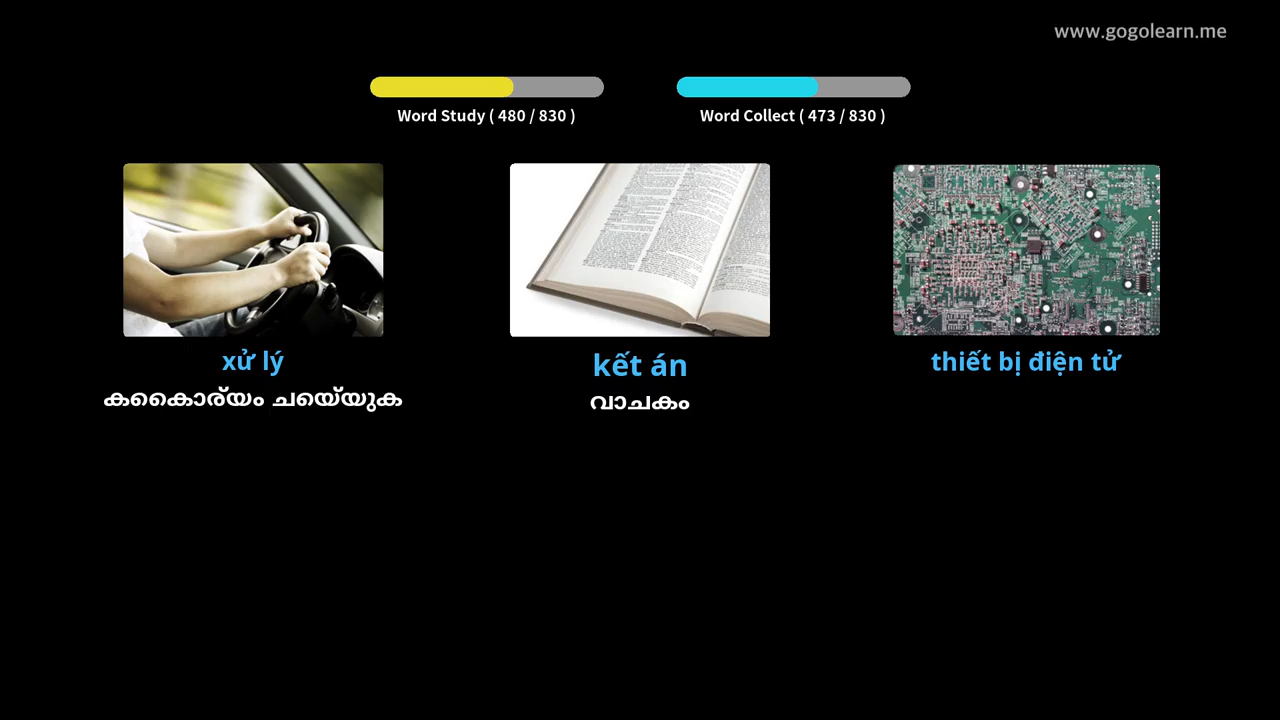 www.gogolearn.me
Word Study ( 480 / 830 )
Word Collect ( 473 / 830 )
xử lý
kết án
thiết bị điện tử
കൈകാര്യം ചെയ്യുക
വാചകം